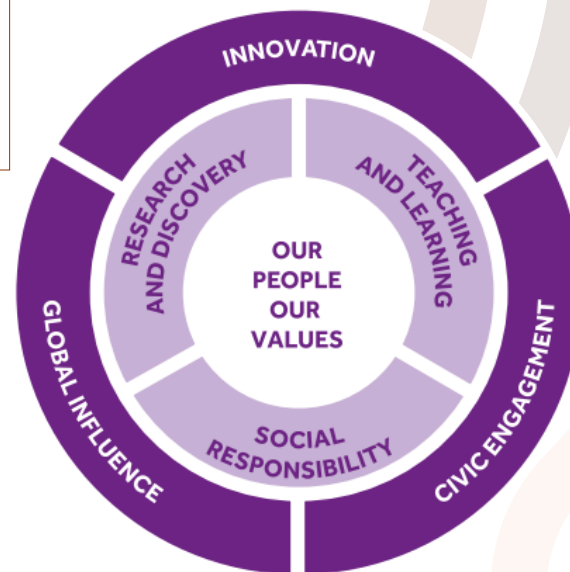 INNOVATION
RESEARCH
AND DISCOVERY
TEACHING
AND LEARNING
OUR
PEOPLE
OUR
VALUES
GLOBAL INFLUENCE
CIVIC ENGAGEMENT
SOCIAL
RESPONSIBILITY